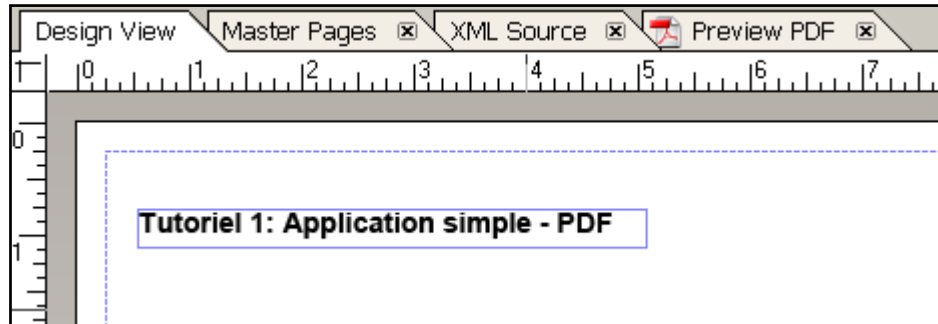 Design View Master Pages XML Source Preview PDF
0 1 2 3 4 5 6 7
0
Tutoriel 1: Application simple - PDF
1